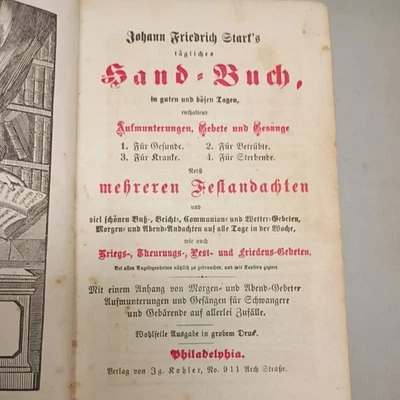 Johann Friedrich Stark's
tägliches
Hand-Buch,
in guten und bösen Tagen,
enthaltend
Aufmunterungen, Gebete und Gesänge
1. Für Gesunde. 2. Für Betrübte.
3. Für Kranke. 4. Für Sterbende.
Nebst
mehreren Festandachten
und
viel schönen Buß-, Beicht-, Communion- und Wetter-Gebeten,
Morgen- und Abend-Andachten auf alle Tage in der Woche,
wie auch
Kriegs-, Theurungs-, Pest- und Friedens-Gebeten.
Bei allen Angelegenheiten nützlich zu gebrauchen, und mit Kupfern geziert.
Mit einem Anhang von Morgen- und Abend-Gebeten
Aufmunterungen und Gesängen für Schwangere
und Gebärende auf allerlei Zufälle.
Wohlfeile Ausgabe in grobem Druck.
Philadelphia.
Verlag von Ig. Kohler, No. 911 Arch Straße.